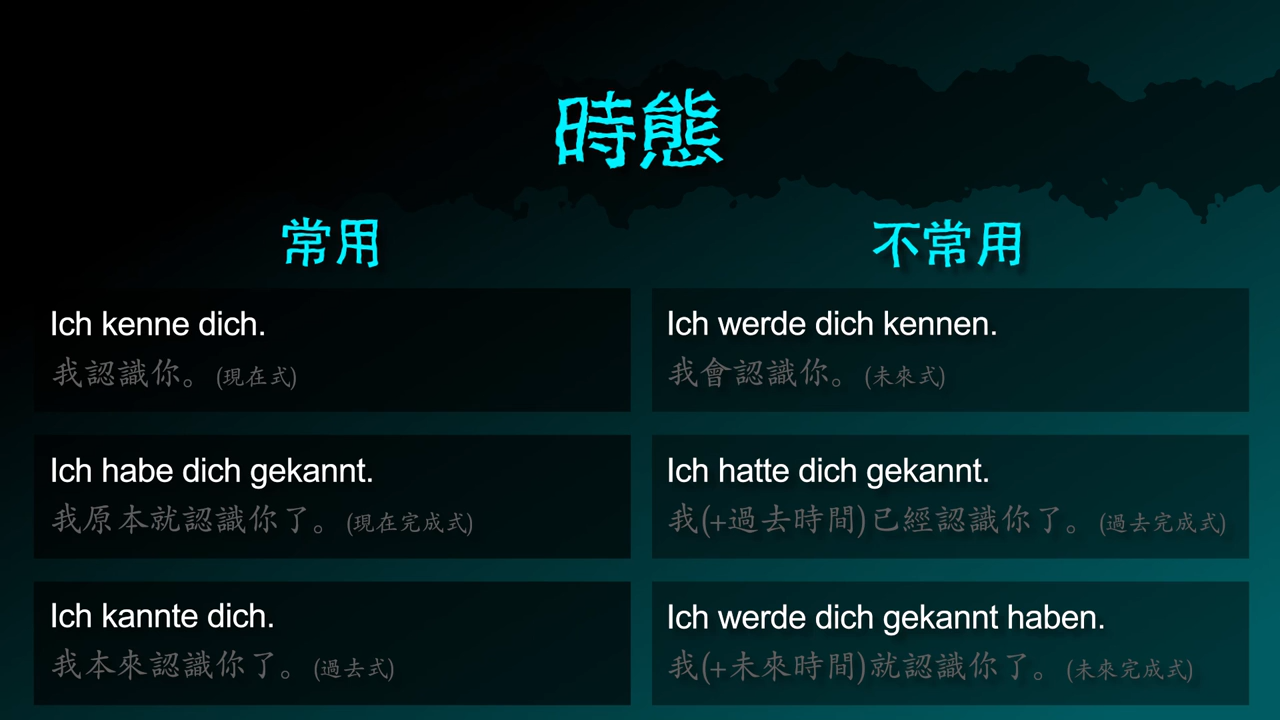 時態
常用
Ich kenne dich.
我認識你。(現在式)
Ich habe dich gekannt.
我原本就認識你了。(現在完成式)
Ich kannte dich.
我本來認識你了。(過去式)
不常用
Ich werde dich kennen.
我會認識你。(未來式)
Ich hatte dich gekannt.
我(+過去時間)已經認識你了。(過去完成式)
Ich werde dich gekannt haben.
我(+未來時間)就認識你了。(未來完成式)